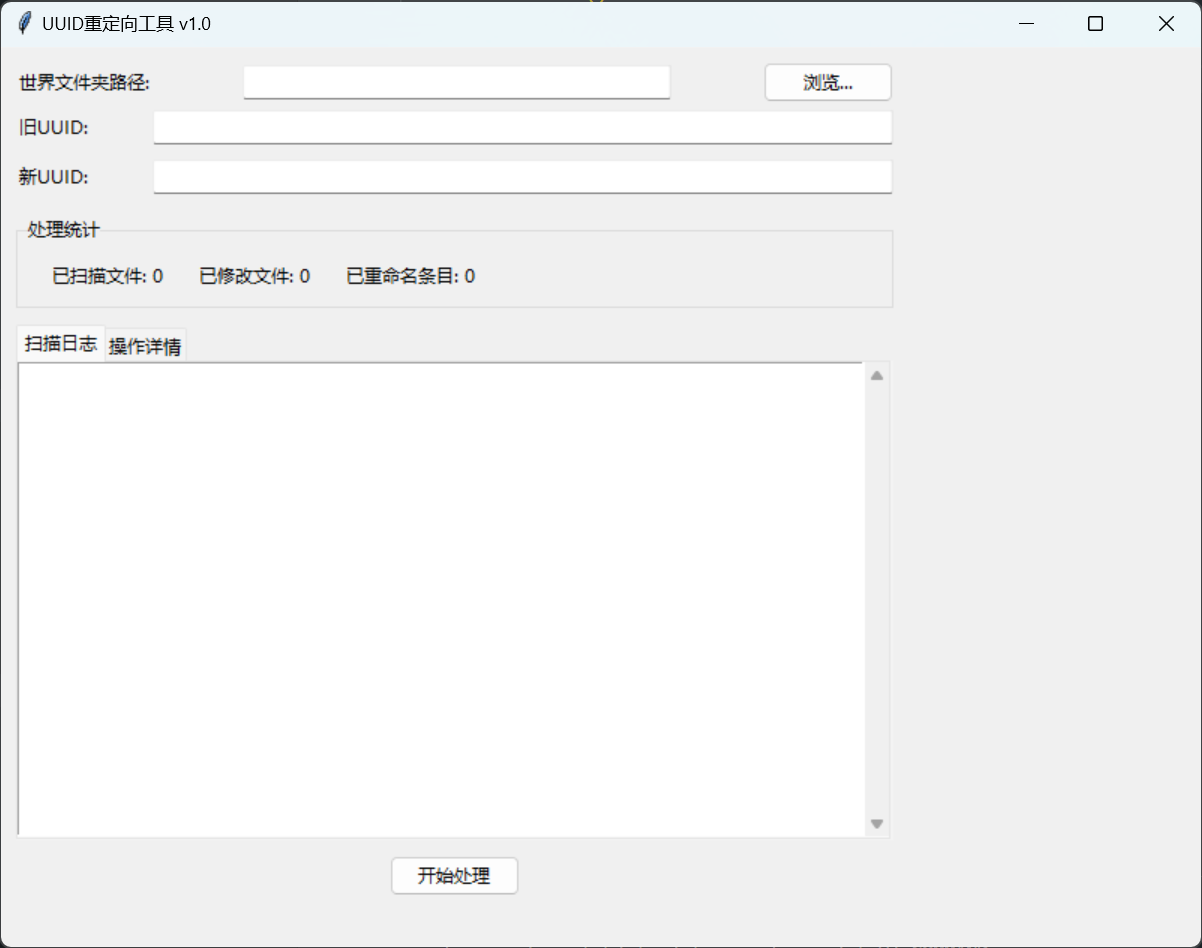 UUID重定向工具 v1.0
世界文件夹路径: 浏览...
旧UUID:
新UUID:
处理统计
已扫描文件: 0 已修改文件: 0 已重命名条目: 0
扫描日志 操作详情
开始处理